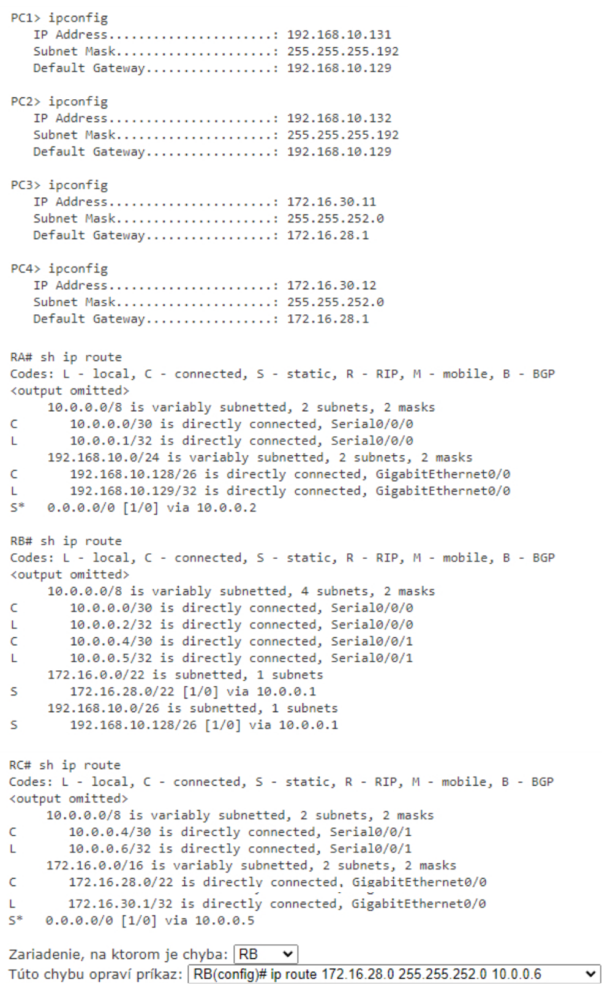 PC1> ipconfig
IP Address......................: 192.168.10.131
Subnet Mask.....................: 255.255.255.192
Default Gateway.................: 192.168.10.129
PC2> ipconfig
IP Address......................: 192.168.10.132
Subnet Mask.....................: 255.255.255.192
Default Gateway.................: 192.168.10.129
PC3> ipconfig
IP Address......................: 172.16.30.11
Subnet Mask.....................: 255.255.252.0
Default Gateway.................: 172.16.28.1
PC4> ipconfig
IP Address......................: 172.16.30.12
Subnet Mask.....................: 255.255.252.0
Default Gateway.................: 172.16.28.1
RA# sh ip route
Codes: L - local, C - connected, S - static, R - RIP, M - mobile, B - BGP
<output omitted>
10.0.0.0/8 is variably subnetted, 2 subnets, 2 masks
C 10.0.0.0/30 is directly connected, Serial0/0/0
L 10.0.0.1/32 is directly connected, Serial0/0/0
192.168.10.0/24 is variably subnetted, 2 subnets, 2 masks
C 192.168.10.128/26 is directly connected, GigabitEthernet0/0
L 192.168.10.129/32 is directly connected, GigabitEthernet0/0
S* 0.0.0.0/0 [1/0] via 10.0.0.2
RB# sh ip route
Codes: L - local, C - connected, S - static, R - RIP, M - mobile, B - BGP
<output omitted>
10.0.0.0/8 is variably subnetted, 4 subnets, 2 masks
C 10.0.0.0/30 is directly connected, Serial0/0/0
L 10.0.0.2/32 is directly connected, Serial0/0/0
C 10.0.0.4/30 is directly connected, Serial0/0/1
L 10.0.0.5/32 is directly connected, Serial0/0/1
172.16.0.0/22 is subnetted, 1 subnets
S 172.16.28.0/22 [1/0] via 10.0.0.1
192.168.10.0/26 is subnetted, 1 subnets
S 192.168.10.128/26 [1/0] via 10.0.0.1
RC# sh ip route
Codes: L - local, C - connected, S - static, R - RIP, M - mobile, B - BGP
<output omitted>
10.0.0.0/8 is variably subnetted, 2 subnets, 2 masks
C 10.0.0.4/30 is directly connected, Serial0/0/1
L 10.0.0.6/32 is directly connected, Serial0/0/1
172.16.0.0/16 is variably subnetted, 2 subnets, 2 masks
C 172.16.28.0/22 is directly connected, GigabitEthernet0/0
L 172.16.30.1/32 is directly connected, GigabitEthernet0/0
S* 0.0.0.0/0 [1/0] via 10.0.0.5
Zariadenie, na ktorom je chyba: RB
Túto chybu opraví príkaz: RB(config)# ip route 172.16.28.0 255.255.252.0 10.0.0.6